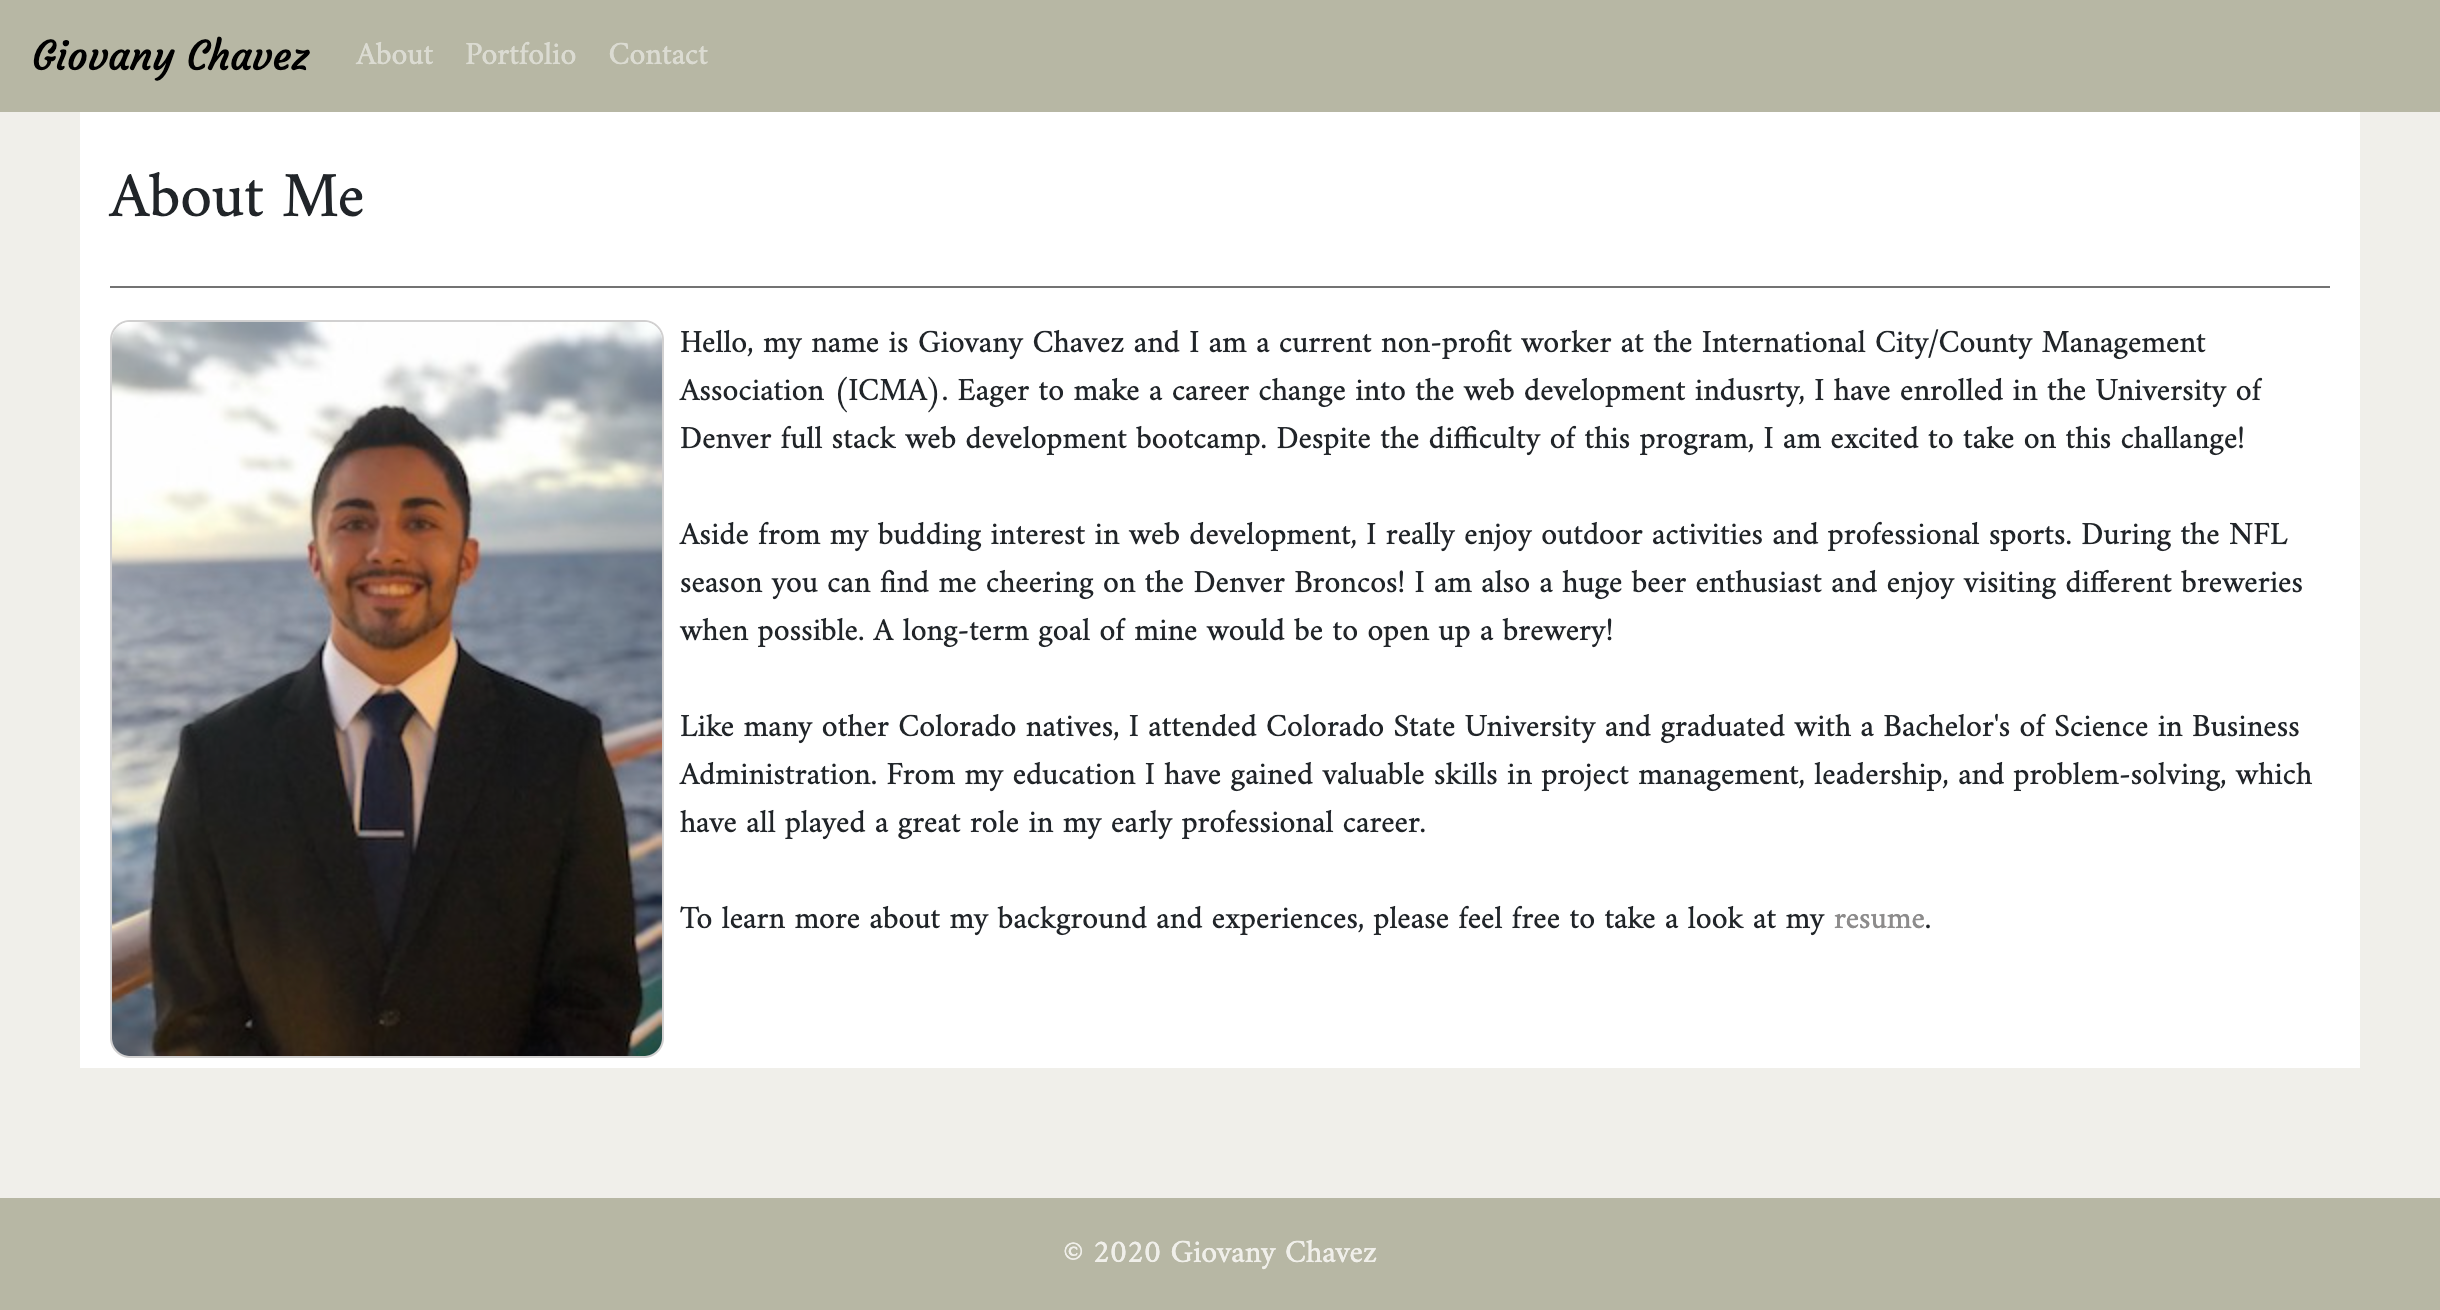 Giovany Chavez About Portfolio Contact
About Me
Hello, my name is Giovany Chavez and I am a current non-profit worker at the International City/County Management
Association (ICMA). Eager to make a career change into the web development indusrty, I have enrolled in the University of
Denver full stack web development bootcamp. Despite the difficulty of this program, I am excited to take on this challange!
Aside from my budding interest in web development, I really enjoy outdoor activities and professional sports. During the NFL
season you can find me cheering on the Denver Broncos! I am also a huge beer enthusiast and enjoy visiting different breweries
when possible. A long-term goal of mine would be to open up a brewery!
Like many other Colorado natives, I attended Colorado State University and graduated with a Bachelor's of Science in Business
Administration. From my education I have gained valuable skills in project management, leadership, and problem-solving, which
have all played a great role in my early professional career.
To learn more about my background and experiences, please feel free to take a look at my resume.
© 2020 Giovany Chavez